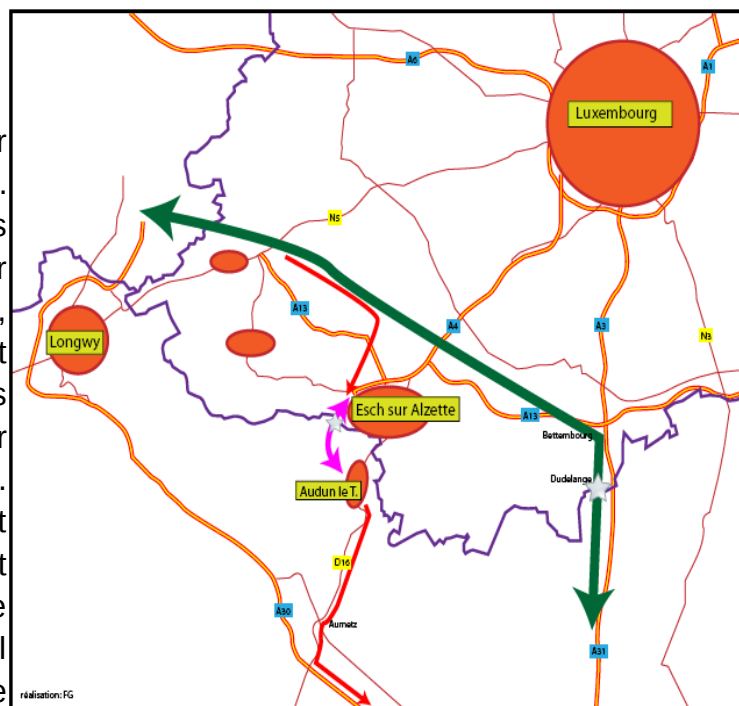 A6
A1
Luxembourg
r
.
s
N5
r
A13
A4
A3
N3
,
Longwy
t
s
Esch sur Alzette
A13
r
Bettembourg
.
Dudelange
Audun le T.
t
t
D16
e
A30
Aumetz
l
A31
réalisation: FG
e